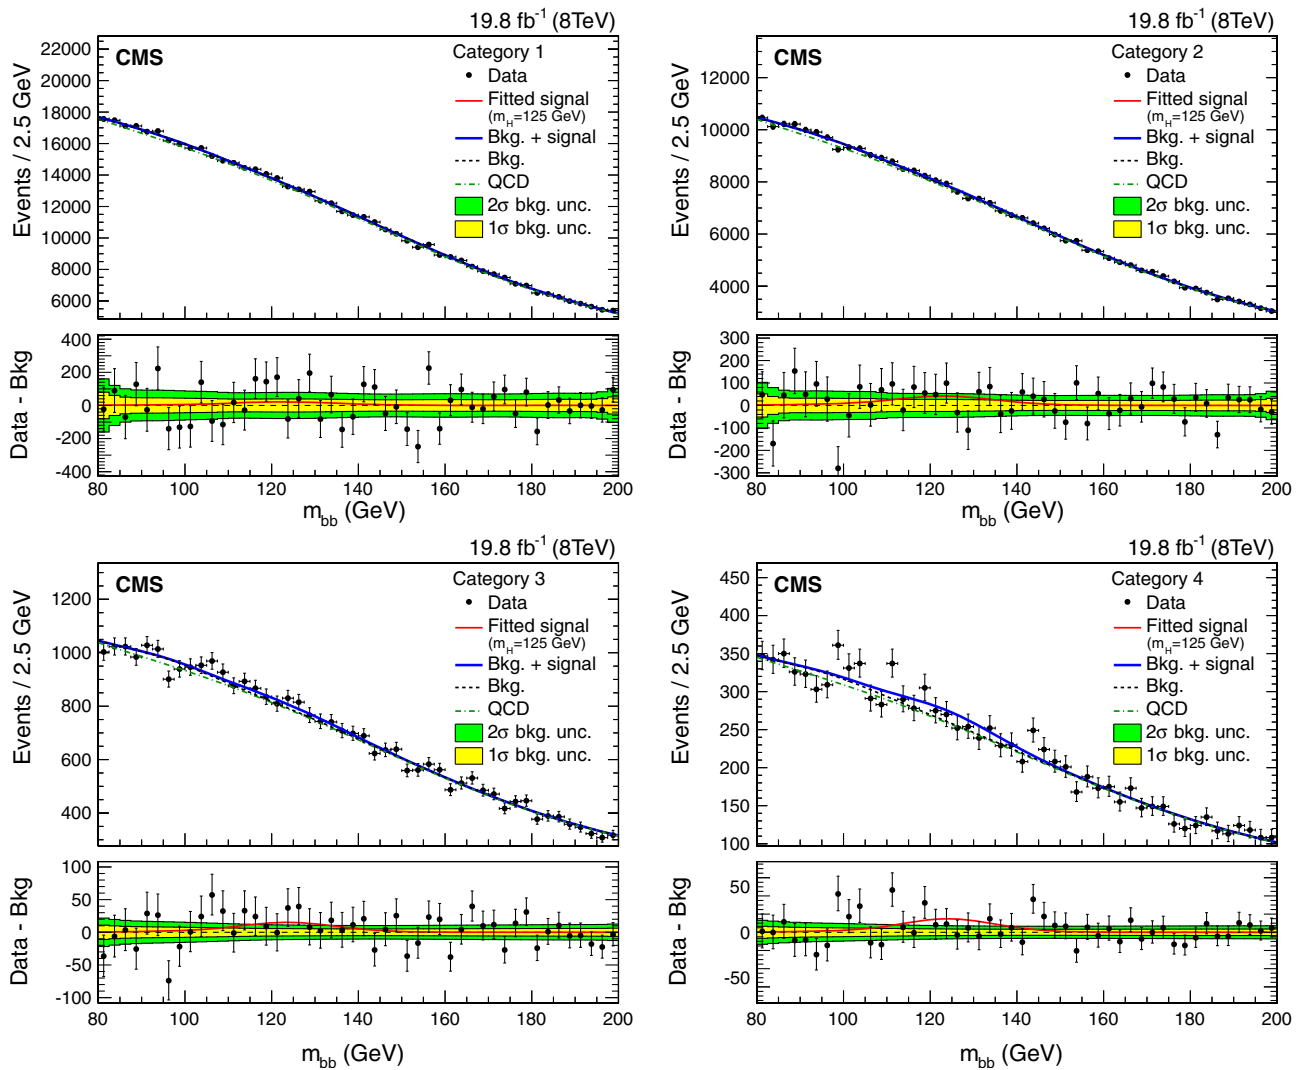 19.8 fb-1 (8TeV)
CMS
Category 1
Data
Fitted signal
(mH=125 GeV)
Bkg. + signal
Bkg.
QCD
2σ bkg. unc.
1σ bkg. unc.
Events / 2.5 GeV
22000
20000
18000
16000
14000
12000
10000
8000
6000
Data - Bkg
400
200
0
-200
-400
80 100 120 140 160 180 200
mbb (GeV)
19.8 fb-1 (8TeV)
CMS
Category 2
Data
Fitted signal
(mH=125 GeV)
Bkg. + signal
Bkg.
QCD
2σ bkg. unc.
1σ bkg. unc.
Events / 2.5 GeV
12000
10000
8000
6000
4000
Data - Bkg
300
200
100
0
-100
-200
-300
80 100 120 140 160 180 200
mbb (GeV)
19.8 fb-1 (8TeV)
CMS
Category 3
Data
Fitted signal
(mH=125 GeV)
Bkg. + signal
Bkg.
QCD
2σ bkg. unc.
1σ bkg. unc.
Events / 2.5 GeV
1200
1000
800
600
400
Data - Bkg
100
50
0
-50
-100
80 100 120 140 160 180 200
mbb (GeV)
19.8 fb-1 (8TeV)
CMS
Category 4
Data
Fitted signal
(mH=125 GeV)
Bkg. + signal
Bkg.
QCD
2σ bkg. unc.
1σ bkg. unc.
Events / 2.5 GeV
450
400
350
300
250
200
150
100
Data - Bkg
50
0
-50
80 100 120 140 160 180 200
mbb (GeV)